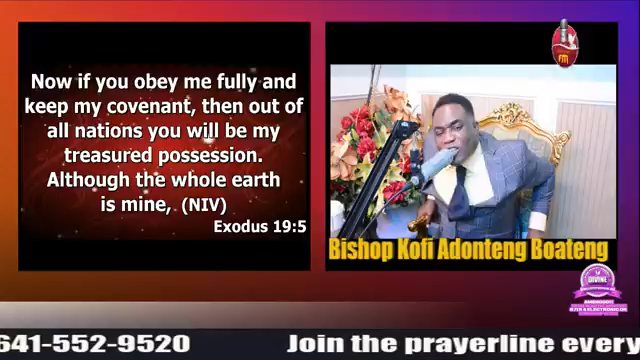 Now if you obey me fully and
keep my covenant, then out of
all nations you will be my
treasured possession.
Although the whole earth
is mine, (NIV)
Exodus 19:5
FM
Bishop Kofi Adonteng Boateng
DIVINE
641-552-9520 Join the prayerline every